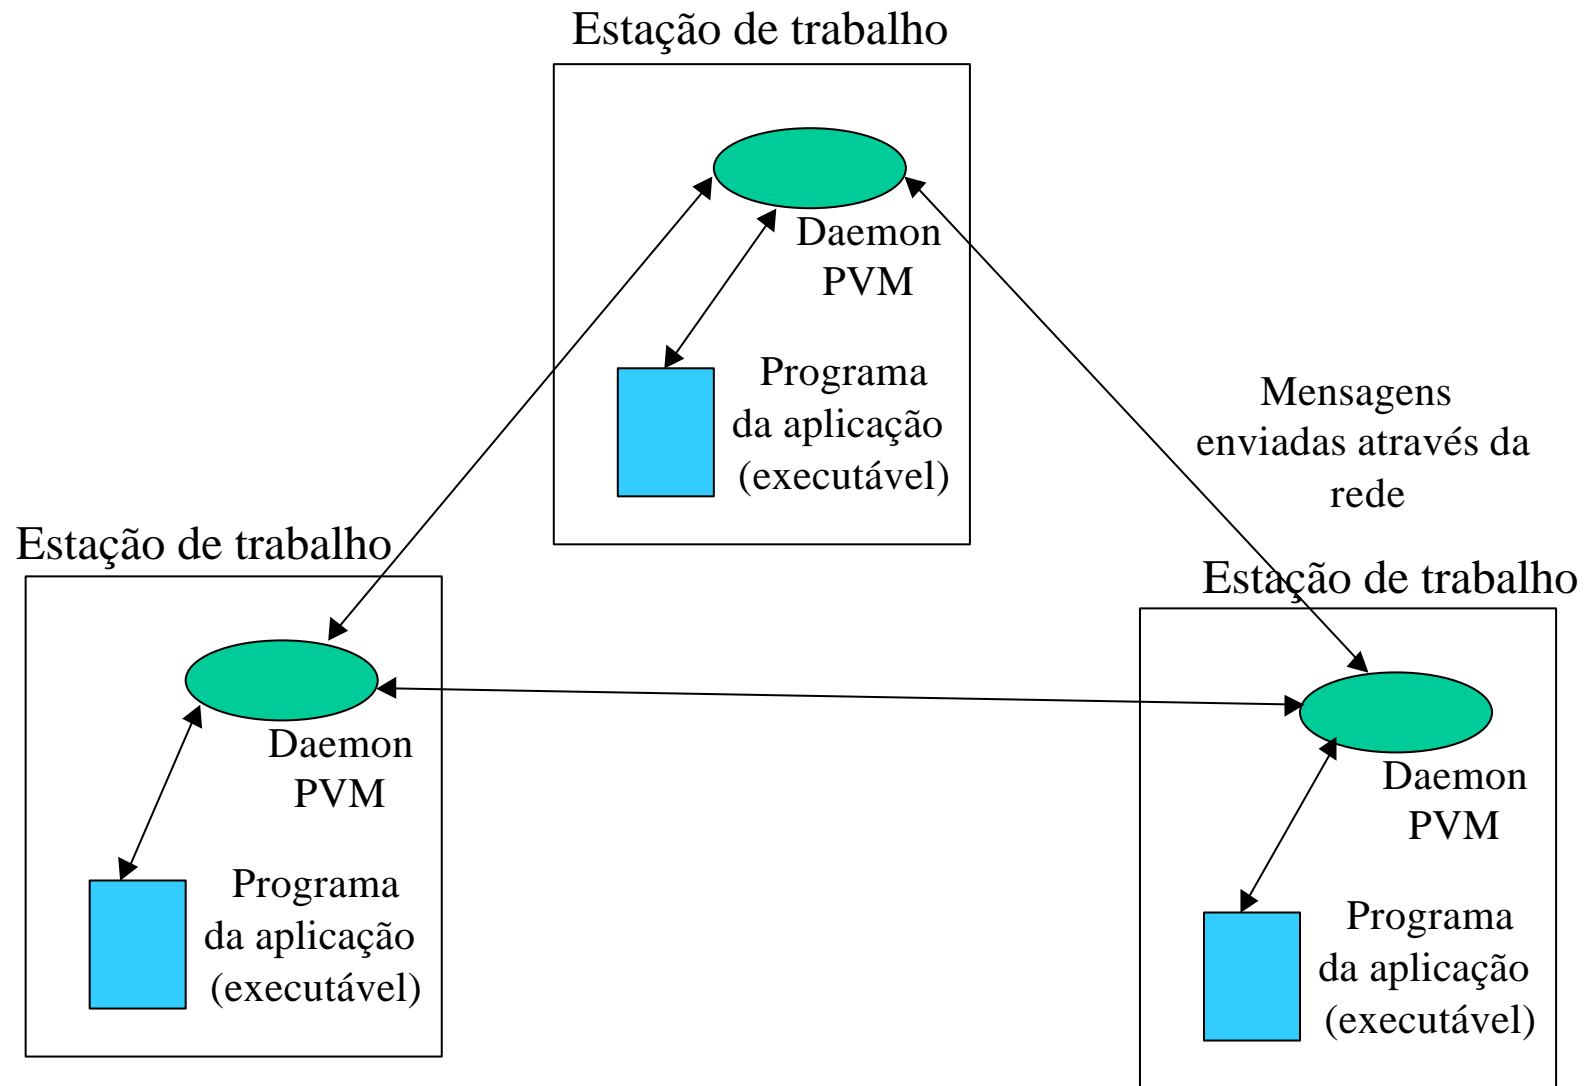 Estação de trabalho
Daemon
PVM
Programa
da aplicação
(executável)
Mensagens
enviadas através da
rede
Estação de trabalho
Daemon
PVM
Programa
da aplicação
(executável)
Estação de trabalho
Daemon
PVM
Programa
da aplicação
(executável)